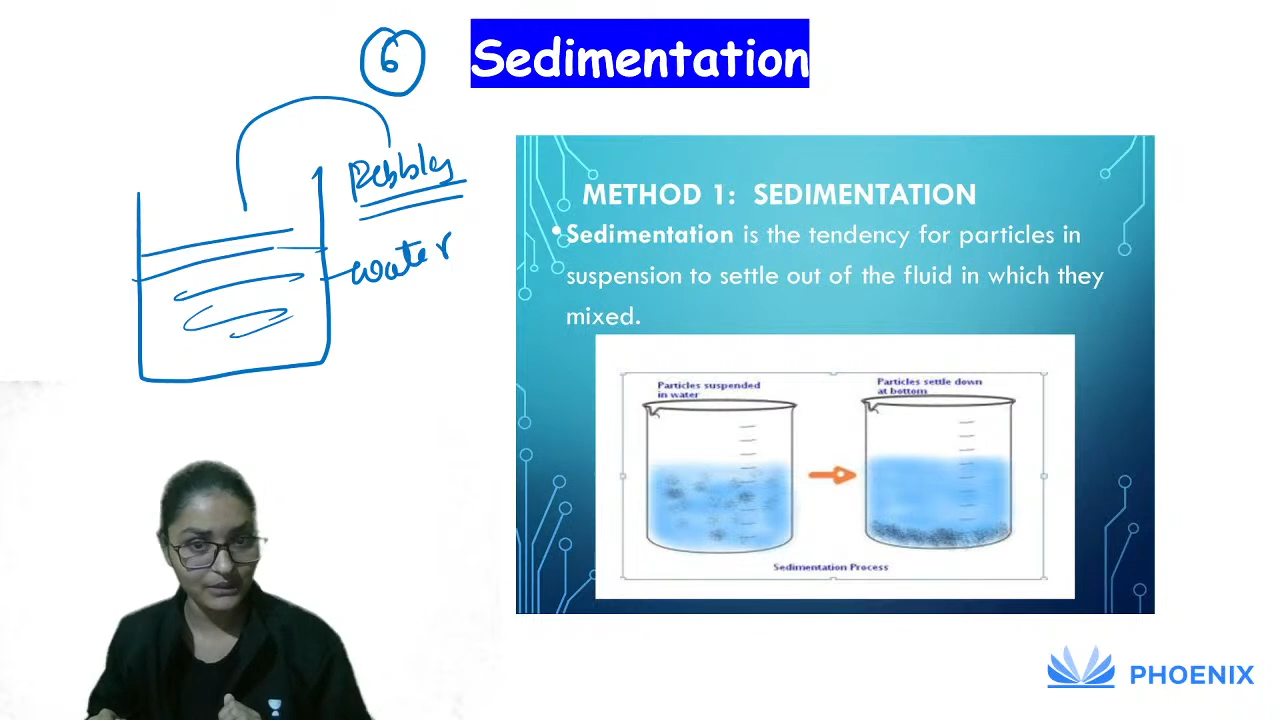 6
Sedimentation
Pebbles
water
METHOD 1: SEDIMENTATION
• Sedimentation is the tendency for particles in
suspension to settle out of the fluid in which they
mixed.
Particles suspended
in water
Particles settle down
at bottom
Sedimentation Process
PHOENIX